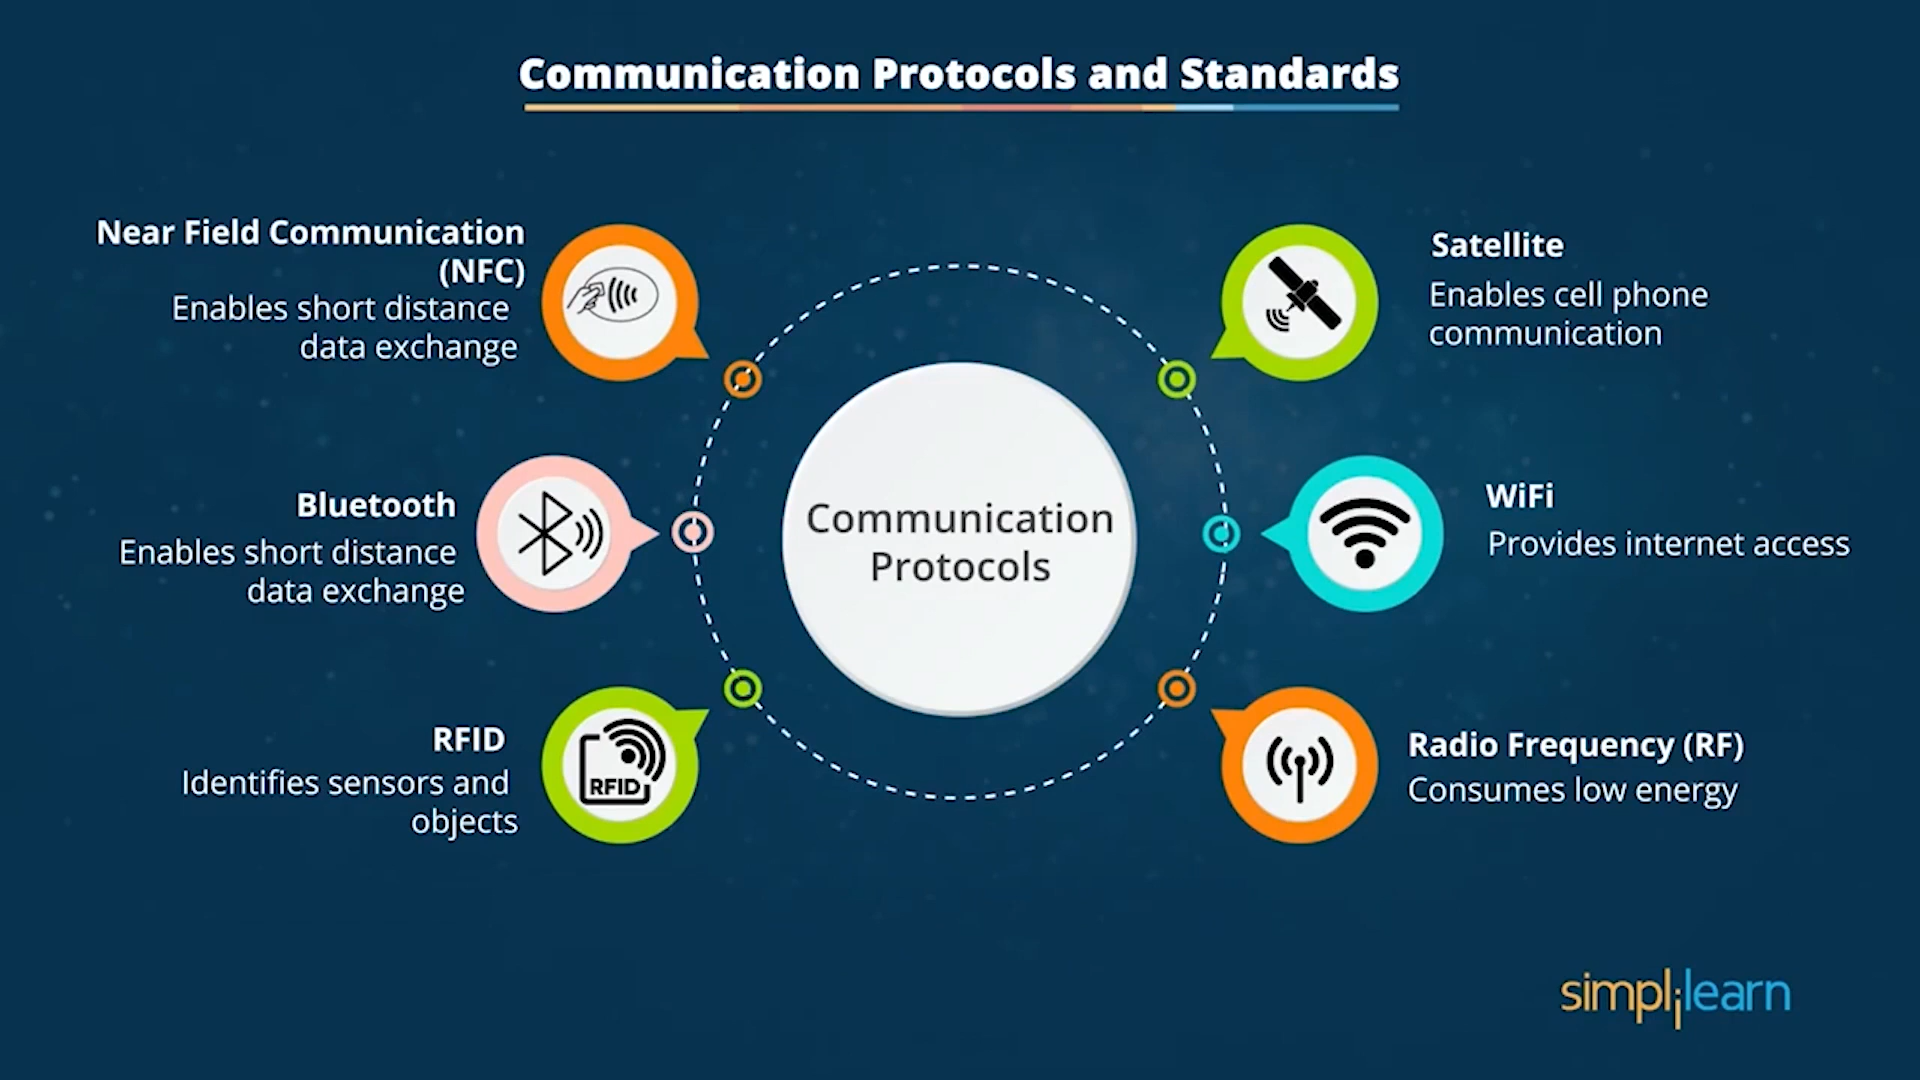 Communication Protocols and Standards
Near Field Communication
(NFC)
Enables short distance
data exchange
Bluetooth
Enables short distance
data exchange
RFID
Identifies sensors and
objects
RFID
Communication
Protocols
Satellite
Enables cell phone
communication
WiFi
Provides internet access
Radio Frequency (RF)
Consumes low energy
simplilearn